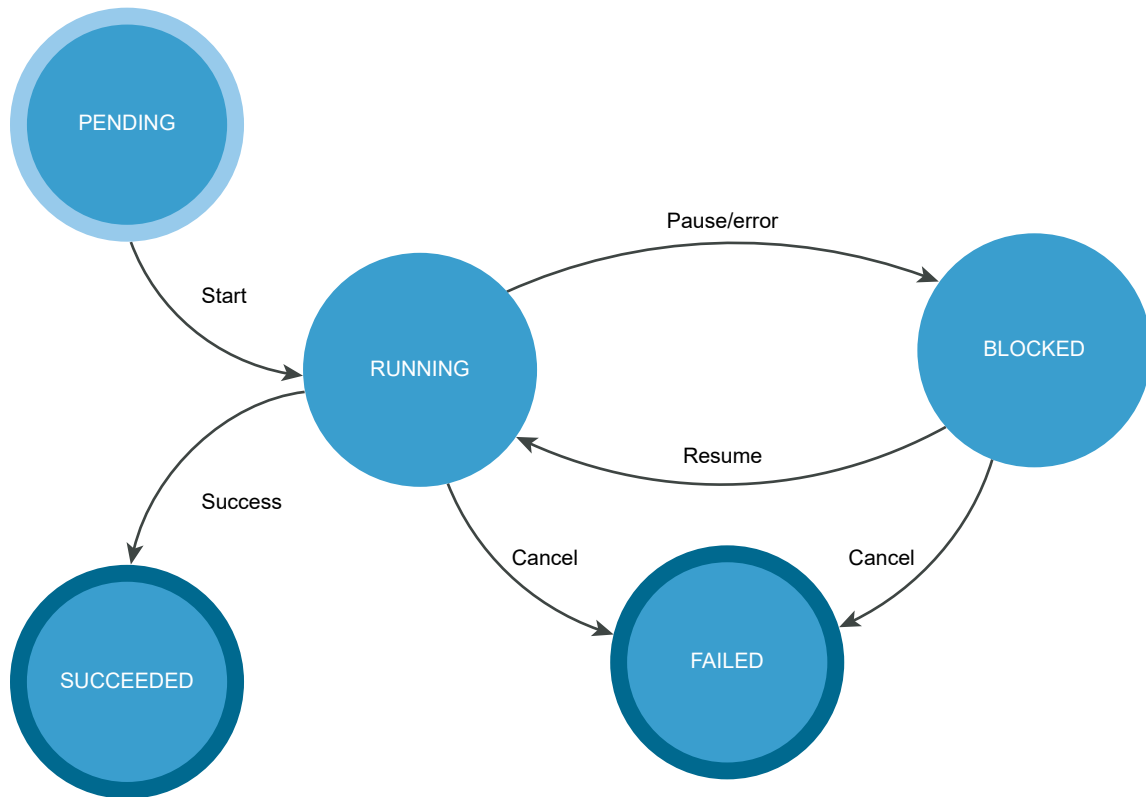 PENDING
Pause/error
Start
BLOCKED
RUNNING
Resume
Success
Cancel
Cancel
FAILED
SUCCEEDED